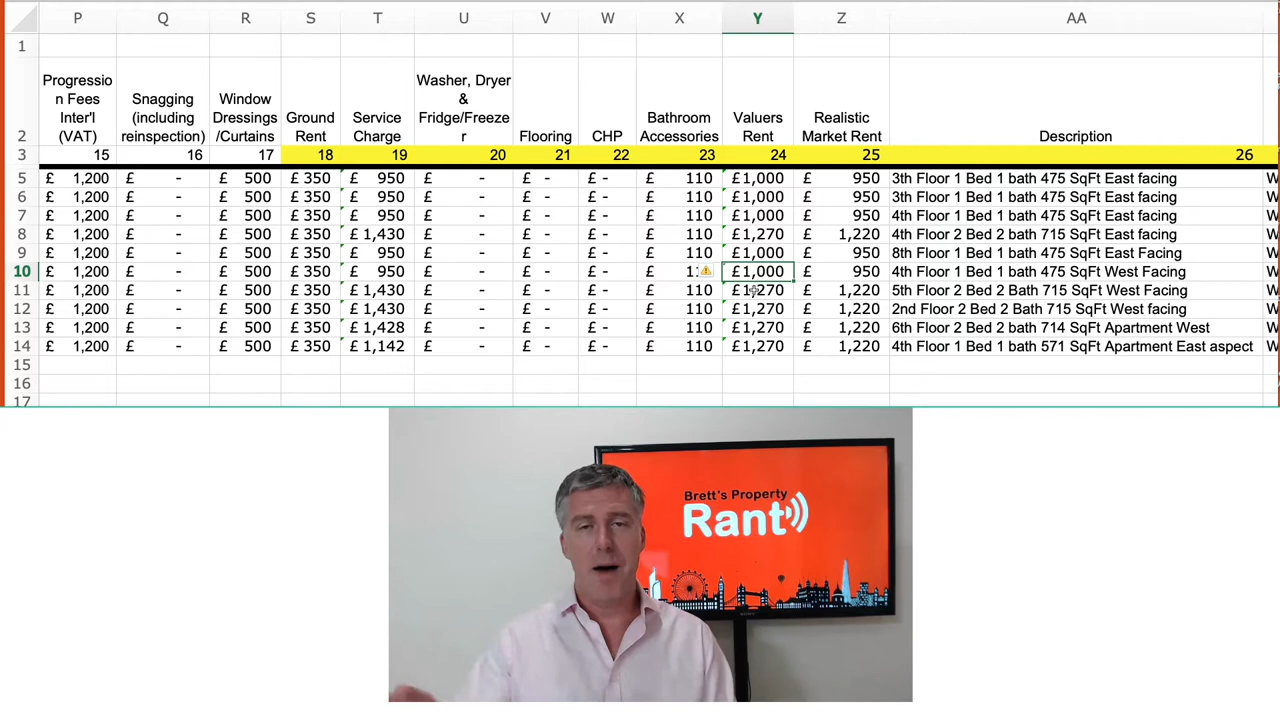 P Q R S T U V W X Y Z AA
1
Progressio
n Fees
Inter'l
(VAT)
Snagging
(including
reinspection)
Window
Dressings
/Curtains
Ground
Rent
Service
Charge
Washer, Dryer
&
Fridge/Freeze
r
Flooring
CHP
Bathroom
Accessories
Valuers
Rent
Realistic
Market Rent
Description
2
3 15 16 17 18 19 20 21 22 23 24 25 26
5 £ 1,200 £ - £ 500 £ 350 £ 950 £ - £ - £ - £ 110 £1,000 £ 950 3th Floor 1 Bed 1 bath 475 SqFt East facing W
6 £ 1,200 £ - £ 500 £ 350 £ 950 £ - £ - £ - £ 110 £1,000 £ 950 3th Floor 1 Bed 1 bath 475 SqFt East facing W
7 £ 1,200 £ - £ 500 £ 350 £ 950 £ - £ - £ - £ 110 £1,000 £ 950 4th Floor 1 Bed 1 bath 475 SqFt East facing W
8 £ 1,200 £ - £ 500 £ 350 £ 1,430 £ - £ - £ - £ 110 £1,270 £ 1,220 4th Floor 2 Bed 2 bath 715 SqFt East facing W
9 £ 1,200 £ - £ 500 £ 350 £ 950 £ - £ - £ - £ 110 £1,000 £ 950 8th Floor 1 Bed 1 bath 475 SqFt East Facing W
10 £ 1,200 £ - £ 500 £ 350 £ 950 £ - £ - £ - £ £1,000 £ 950 4th Floor 1 Bed 1 bath 475 SqFt West Facing W
11 £ 1,200 £ - £ 500 £ 350 £ 1,430 £ - £ - £ - £ 110 £1,270 £ 1,220 5th Floor 2 Bed 2 Bath 715 SqFt West Facing W
12 £ 1,200 £ - £ 500 £ 350 £ 1,430 £ - £ - £ - £ 110 £1,270 £ 1,220 2nd Floor 2 Bed 2 Bath 715 SqFt West facing W
13 £ 1,200 £ - £ 500 £ 350 £ 1,428 £ - £ - £ - £ 110 £1,270 £ 1,220 6th Floor 2 Bed 2 bath 714 SqFt Apartment West W
14 £ 1,200 £ - £ 500 £ 350 £ 1,142 £ - £ - £ - £ 110 £1,270 £ 1,220 4th Floor 1 Bed 1 bath 571 SqFt Apartment East aspect W
15
16
17
Brett's Property
Rant